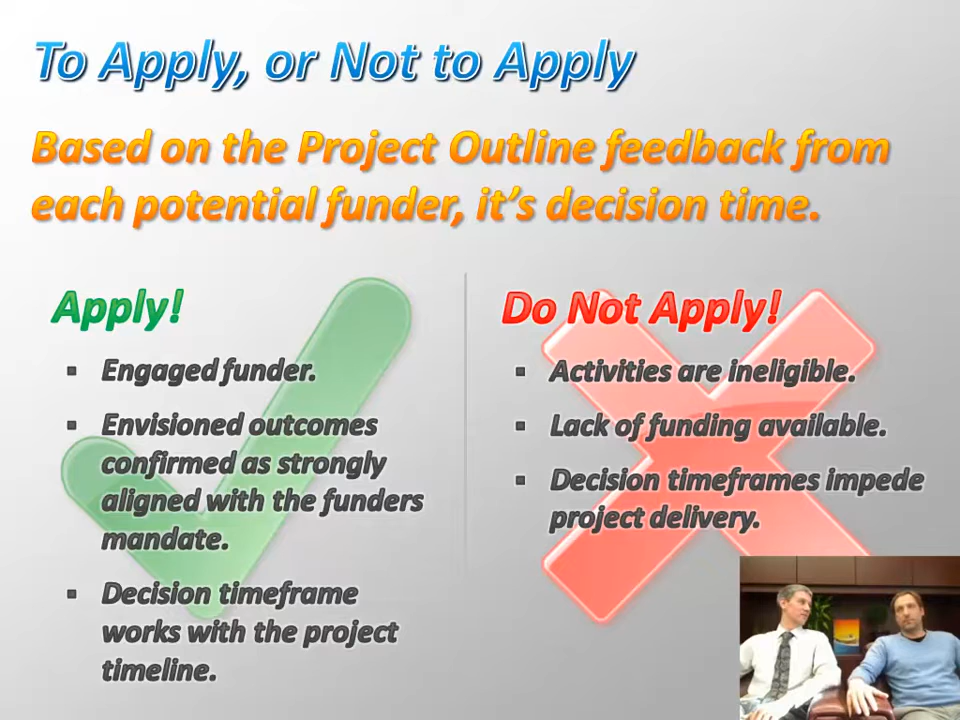 To Apply, or Not to Apply
Based on the Project Outline feedback from
each potential funder, it's decision time.
Apply!
▪ Engaged funder.
▪ Envisioned outcomes
confirmed as strongly
aligned with the funders
mandate.
▪ Decision timeframe
works with the project
timeline.
Do Not Apply!
▪ Activities are ineligible.
▪ Lack of funding available.
▪ Decision timeframes impede
project delivery.